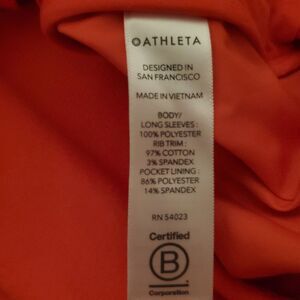 ATHLETA
DESIGNED IN
SAN FRANCISCO
MADE IN VIETNAM
BODY/
LONG SLEEVES :
100% POLYESTER
RIB TRIM :
97% COTTON
3% SPANDEX
POCKET LINING :
86% POLYESTER
14% SPANDEX
RN 54023
Certified
B
Corporation